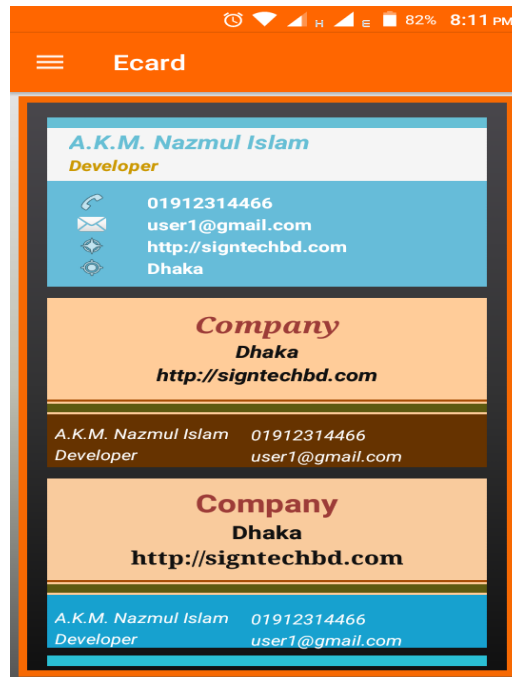 H E 82% 8:11 PM
Ecard
A.K.M. Nazmul Islam
Developer
01912314466
user1@gmail.com
http://signtechbd.com
Dhaka
Company
Dhaka
http://signtechbd.com
A.K.M. Nazmul Islam 01912314466
Developer user1@gmail.com
Company
Dhaka
http://signtechbd.com
A.K.M. Nazmul Islam 01912314466
Developer user1@gmail.com